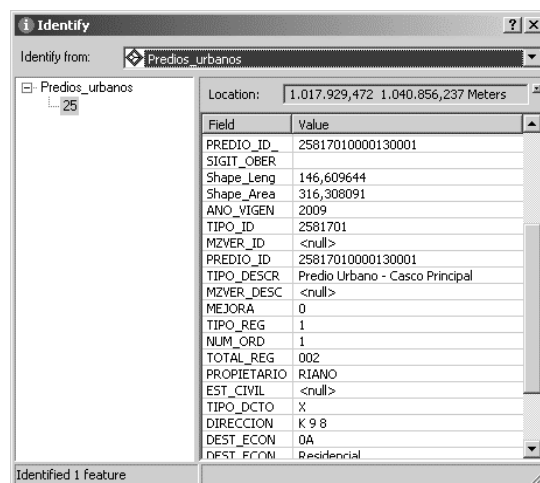 Identify
Identify from: Predios_urbanos
Predios_urbanos
25
Location: 1.017.929,472 1.040.856,237 Meters
Field Value
PREDIO_ID_ 25817010000130001
SIGIT_OBER
Shape_Leng 146,609644
Shape_Area 316,308091
ANO_VIGEN 2009
TIPO_ID 2581701
MZVER_ID <null>
PREDIO_ID 25817010000130001
TIPO_DESCR Predio Urbano - Casco Principal
MZVER_DESC <null>
MEJORA 0
TIPO_REG 1
NUM_ORD 1
TOTAL_REG 002
PROPIETARIO RIANO
EST_CIVIL <null>
TIPO_DCTO X
DIRECCION K 9 8
DEST_ECON 0A
DEST_ECON Residencial
Identified 1 feature